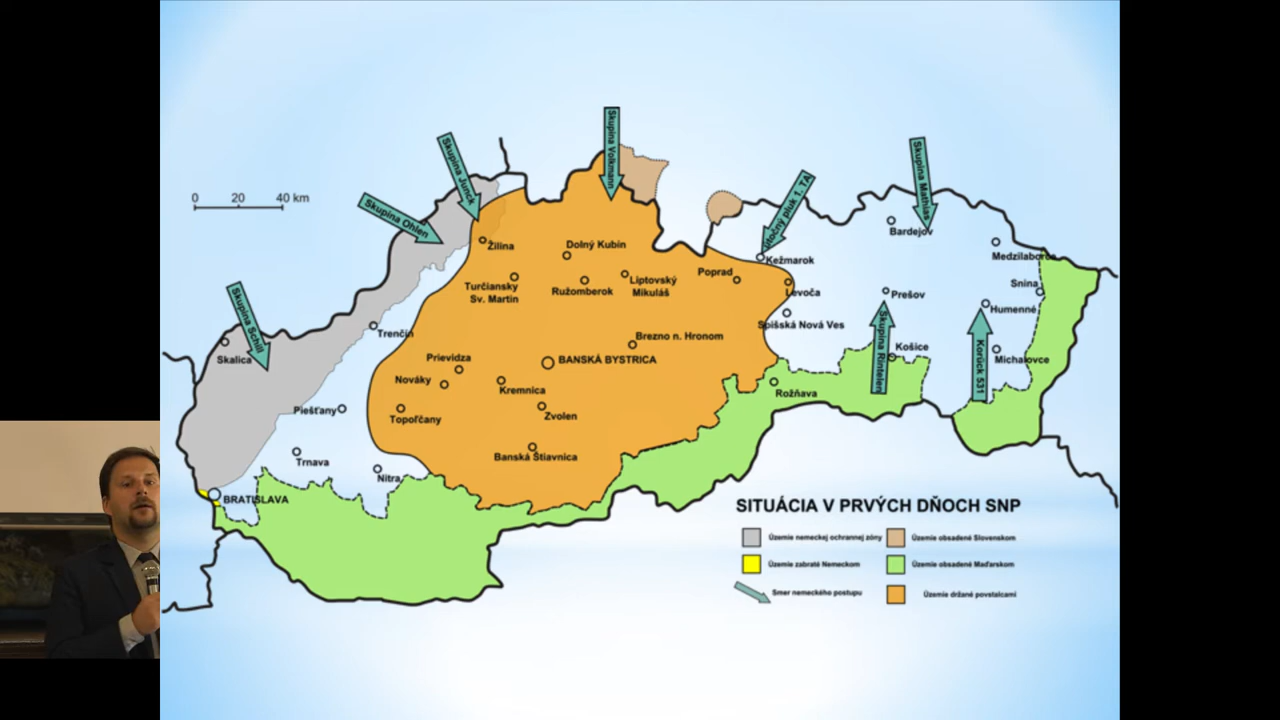 Skupina Volkmann
Skupina Junck
Skupina Mathias
útočný pluk 1. TA
0 20 40 km
Skupina Ohlen
Bardejov
Žilina
Dolný Kubín
Medzilaborce
Kežmarok
Poprad
Turčiansky
Sv. Martin
Ružomberok
Liptovský
Mikuláš
Levoča
Snina
Prešov
Humenné
Skupina Schill
Spišská Nová Ves
Trenčín
Brezno n. Hronom
Skupina Rintelen
Korück 531
Košice
Michalovce
Skalica
Prievidza
BANSKÁ BYSTRICA
Nováky
Kremnica
Rožňava
Piešťany
Topoľčany
Zvolen
Banská Štiavnica
Trnava
Nitra
BRATISLAVA
SITUÁCIA V PRVÝCH DŇOCH SNP
Územie nemeckej ochrannej zóny
Územie obsadené Slovenskom
Územie zabraté Nemeckom
Územie obsadené Maďarskom
Smer nemeckého postupu
Územie držané povstalcami